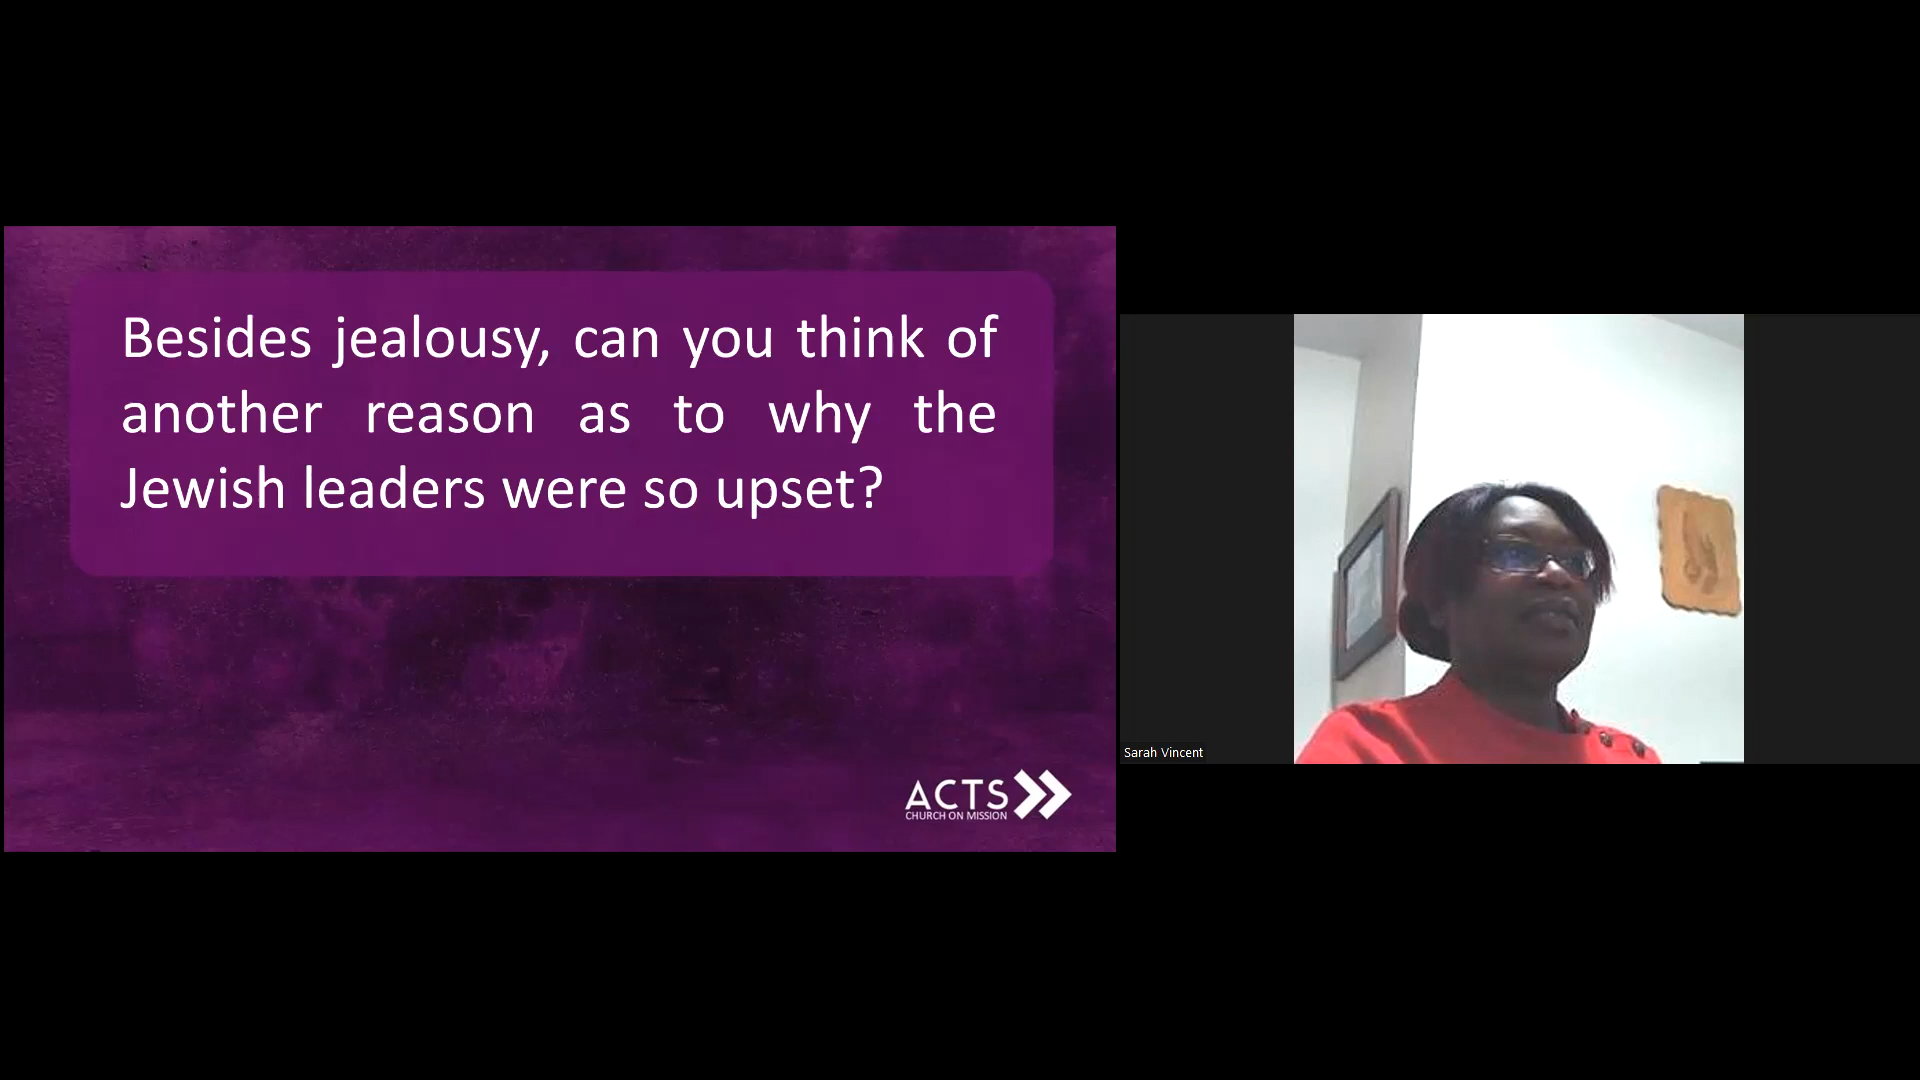 Besides jealousy, can you think of
another reason as to why the
Jewish leaders were so upset?
ACTS
CHURCH ON MISSION
Sarah Vincent